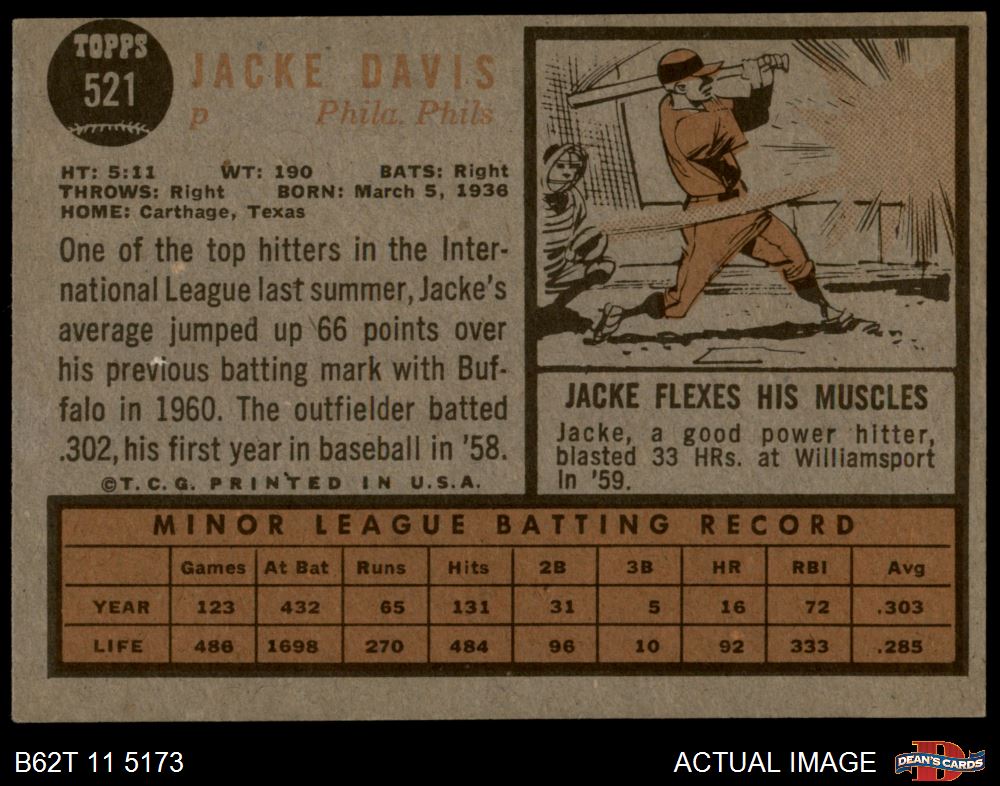 TOPPS
521
JACKE DAVIS
p Phila. Phils
HT: 5:11 WT: 190 BATS: Right
THROWS: Right BORN: March 5, 1936
HOME: Carthage, Texas
One of the top hitters in the Inter-
national League last summer, Jacke's
average jumped up 66 points over
his previous batting mark with Buf-
falo in 1960. The outfielder batted
.302, his first year in baseball in '58.
©T. C. G. PRINTED IN U.S.A.
JACKE FLEXES HIS MUSCLES
Jacke, a good power hitter,
blasted 33 HRs. at Williamsport
in '59.
MINOR LEAGUE BATTING RECORD
Games At Bat Runs Hits 2B 3B HR RBI Avg
YEAR 123 432 65 131 31 5 16 72 .303
LIFE 486 1698 270 484 96 10 92 333 .285
B62T 11 5173
ACTUAL IMAGE
D
DEAN'S CARDS